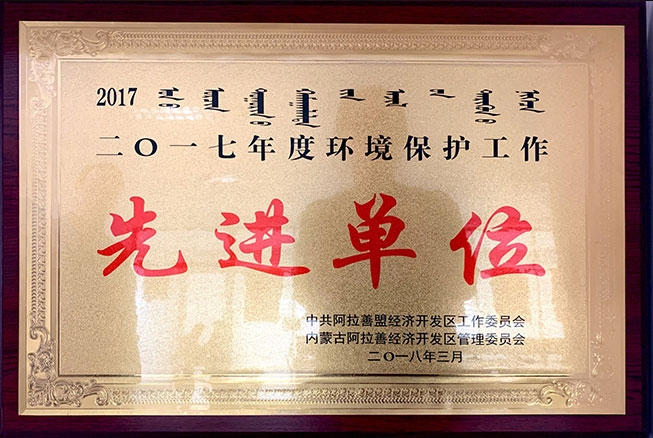 2017
二〇一七年度环境保护工作
先进单位
中共阿拉善盟经济开发区工作委员会
内蒙古阿拉善经济开发区管理委员会
二〇一八年三月